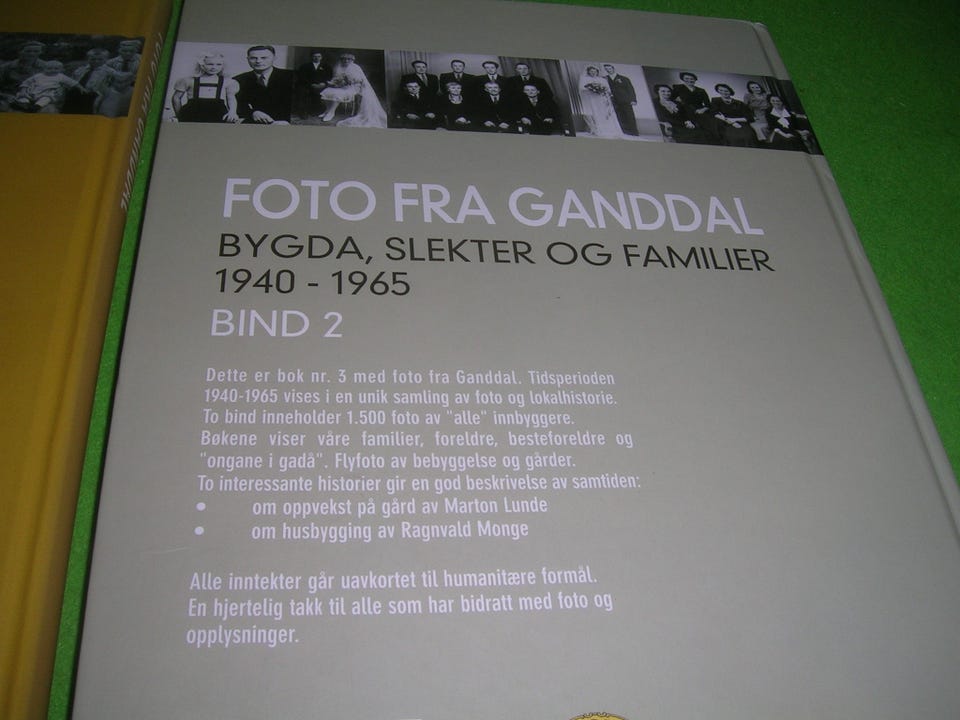 FOTO FRA GANDDAL
BYGDA, SLEKTER OG FAMILIER
1940 - 1965
BIND 2
Dette er bok nr. 3 med foto fra Ganddal. Tidsperioden
1940-1965 vises i en unik samling av foto og lokalhistorie.
To bind inneholder 1.500 foto av "alle" innbyggere.
Bøkene viser våre familier, foreldre, besteforeldre og
"ongane i gadå". Flyfoto av bebyggelse og gårder.
To interessante historier gir en god beskrivelse av samtiden:
• om oppvekst på gård av Marton Lunde
• om husbygging av Ragnvald Monge
Alle inntekter går uavkortet til humanitære formål.
En hjertelig takk til alle som har bidratt med foto og
opplysninger.